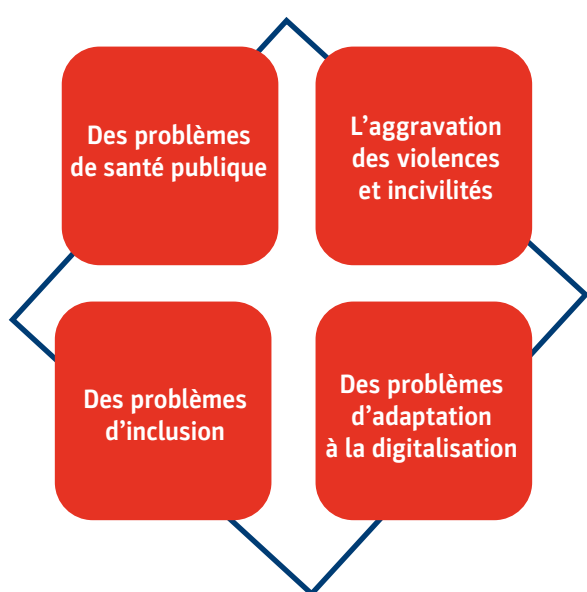 Des problèmes
de santé publique
L'aggravation
des violences
et incivilités
Des problèmes
d'inclusion
Des problèmes
d'adaptation
à la digitalisation